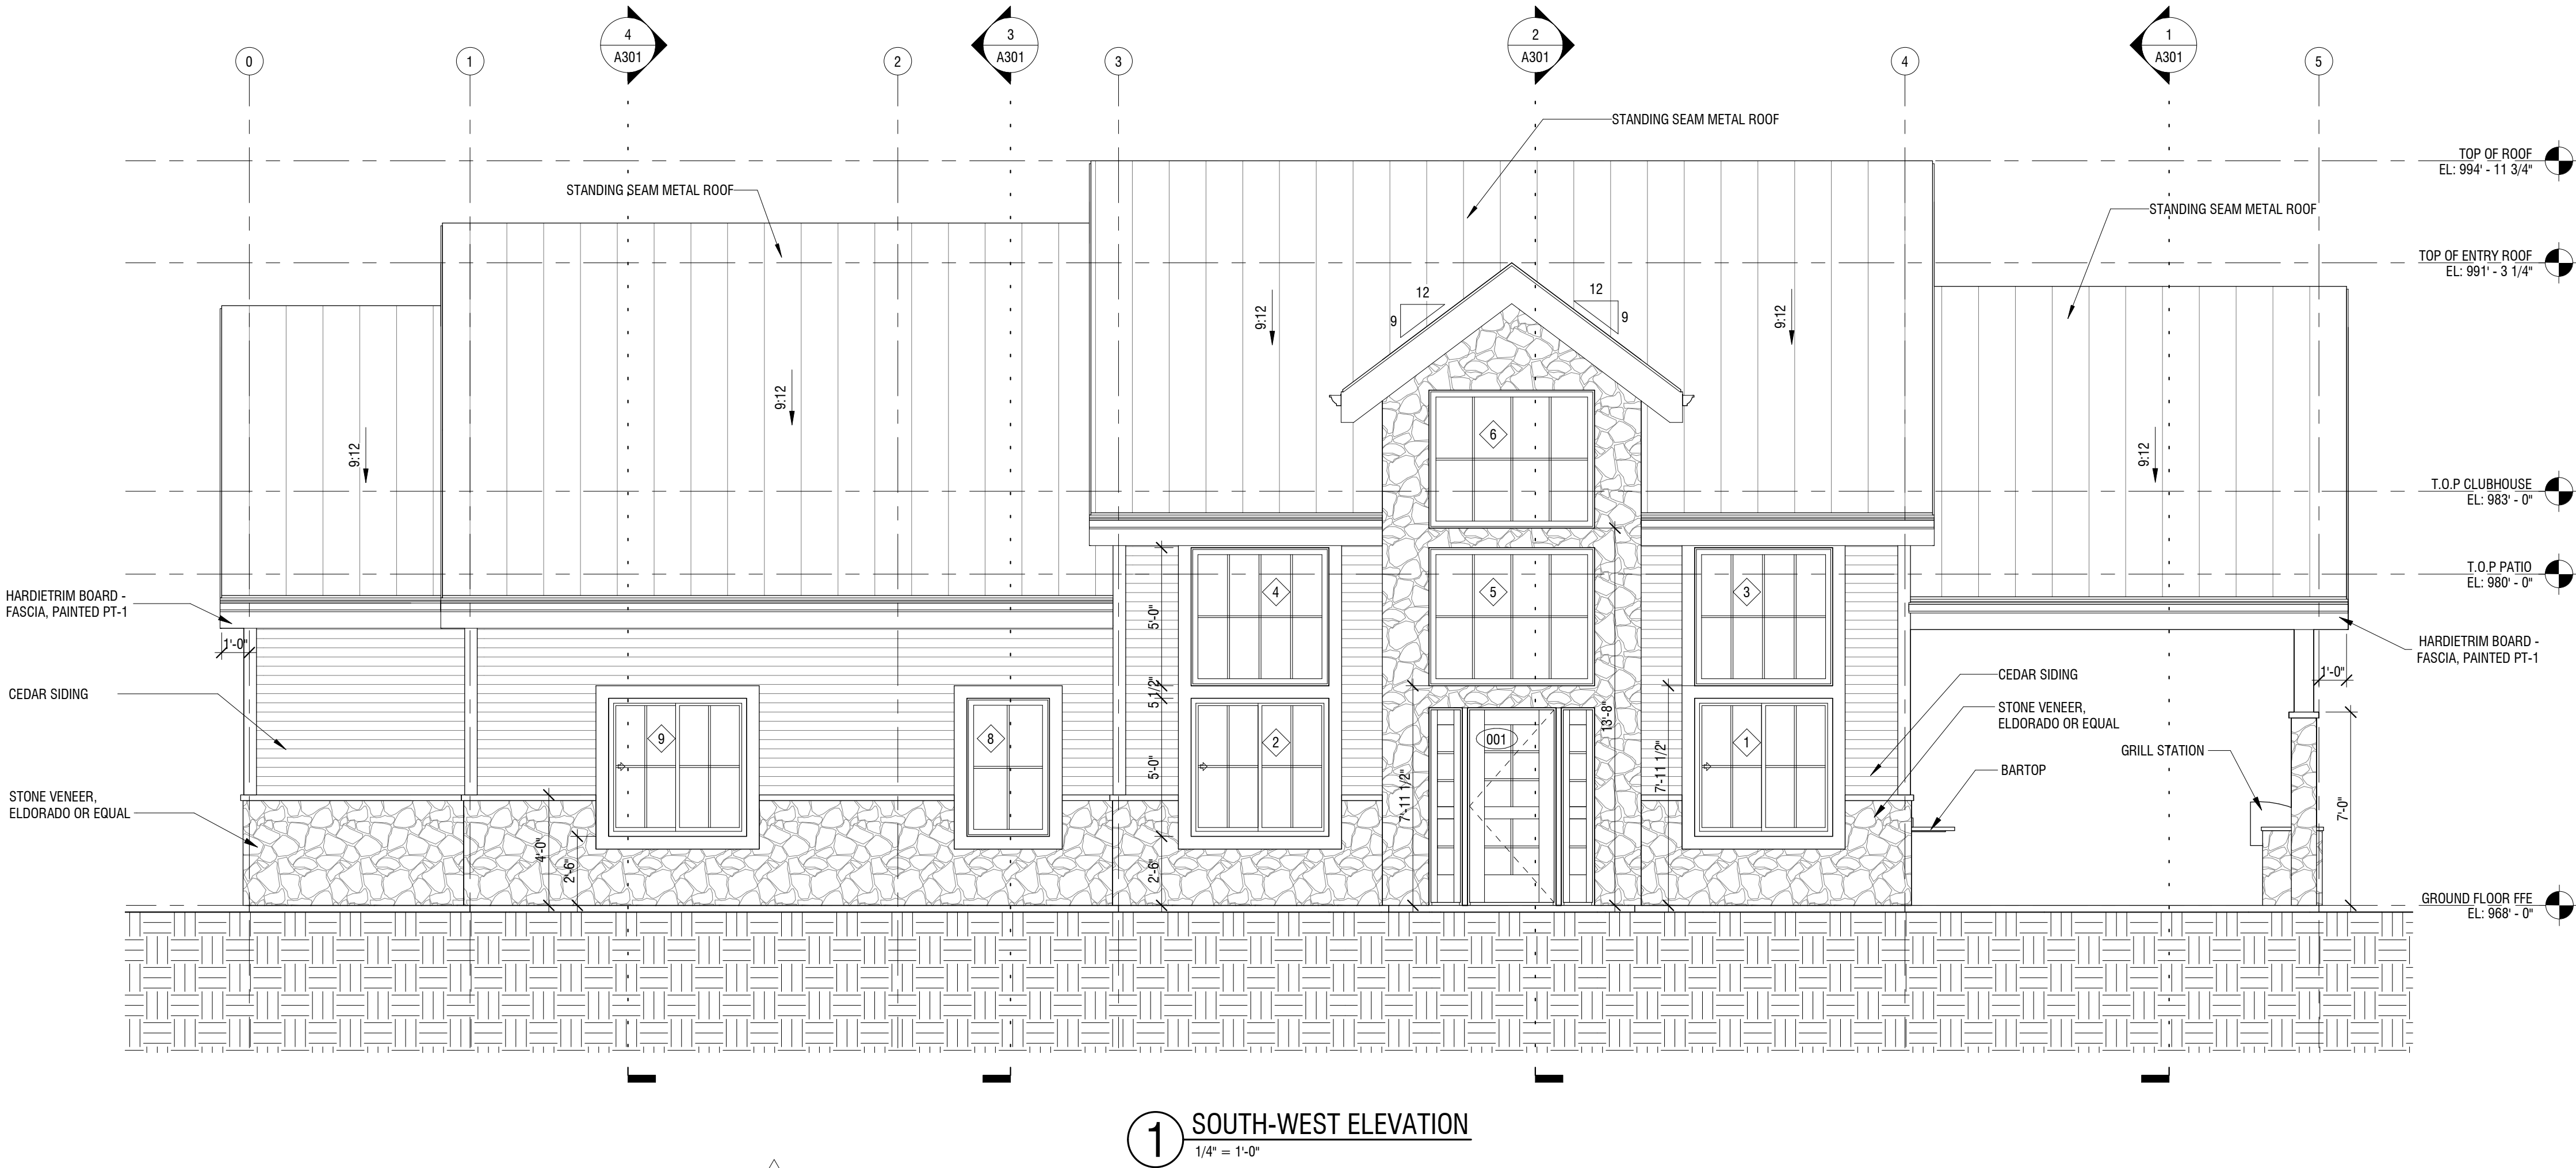 4
A301
3
A301
2
A301
1
A301
0
1
2
3
4
5
STANDING SEAM METAL ROOF
TOP OF ROOF
EL: 994' - 11 3/4"
STANDING SEAM METAL ROOF
STANDING SEAM METAL ROOF
TOP OF ENTRY ROOF
EL: 991' - 3 1/4"
12
9
12
9
9:12
9:12
9:12
9:12
9:12
6
T.O.P CLUBHOUSE
EL: 983' - 0"
T.O.P PATIO
EL: 980' - 0"
HARDIETRIM BOARD -
FASCIA, PAINTED PT-1
4
5
3
5'-0"
1'-0"
HARDIETRIM BOARD -
FASCIA, PAINTED PT-1
1'-0"
CEDAR SIDING
CEDAR SIDING
5 1/2"
STONE VENEER,
ELDORADO OR EQUAL
13'-8"
9
8
2
001
1
GRILL STATION
5'-0"
7'-11 1/2"
7'-11 1/2"
BARTOP
STONE VENEER,
ELDORADO OR EQUAL
7'-0"
4'-0"
2'-6"
2'-6"
GROUND FLOOR FFE
EL: 968' - 0"
1
SOUTH-WEST ELEVATION
1/4" = 1'-0"